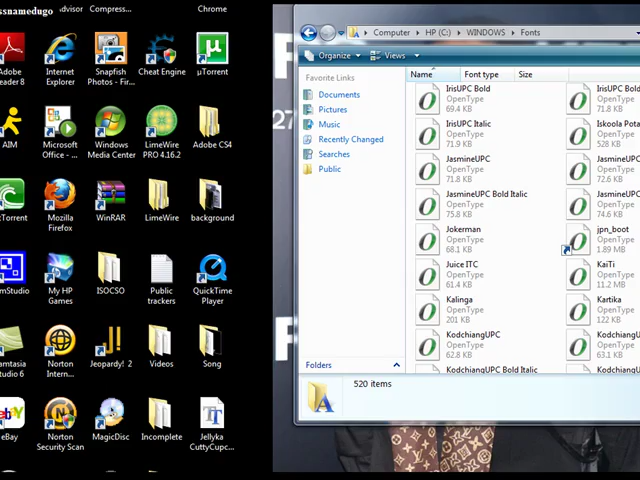 ssnamedugo
dvisor
Compress...
Chrome
Adobe
Reader 8
Internet
Explorer
Snapfish
Photos - Fir...
Cheat Engine
µTorrent
AIM
Microsoft
Office - ...
Windows
Media Center
LimeWire
PRO 4.16.2
Adobe CS4
Torrent
Mozilla
Firefox
WinRAR
LimeWire
background
mStudio
My HP
Games
ISOCSO
Public
trackers
QuickTime
Player
amtasia
tudio 6
Norton
Intern...
Jeopardy! 2
Videos
Song
eBay
Norton
Security Scan
MagicDisc
Incomplete
Jellyka
CuttyCupc...
Computer HP (C:) WINDOWS Fonts
Organize Views
Favorite Links
Documents
Pictures
Music
Recently Changed
Searches
Public
Folders
Name Font type Size
IrisUPC Bold
OpenType
69.4 KB
IrisUPC Bold
OpenType
71.8 KB
IrisUPC Italic
OpenType
71.9 KB
Iskoola Pota
OpenType
528 KB
JasmineUPC
OpenType
71.8 KB
JasmineUPC
OpenType
72.6 KB
JasmineUPC Bold Italic
OpenType
75.8 KB
JasmineUPC
OpenType
74.6 KB
Jokerman
OpenType
68.1 KB
jpn_boot
OpenType
1.89 MB
Juice ITC
OpenType
61.4 KB
KaiTi
OpenType
11.2 MB
Kalinga
OpenType
201 KB
Kartika
OpenType
122 KB
KodchiangUPC
OpenType
62.8 KB
KodchiangU
OpenType
63.1 KB
KodchiangUPC Bold Italic
KodchiangU
520 items